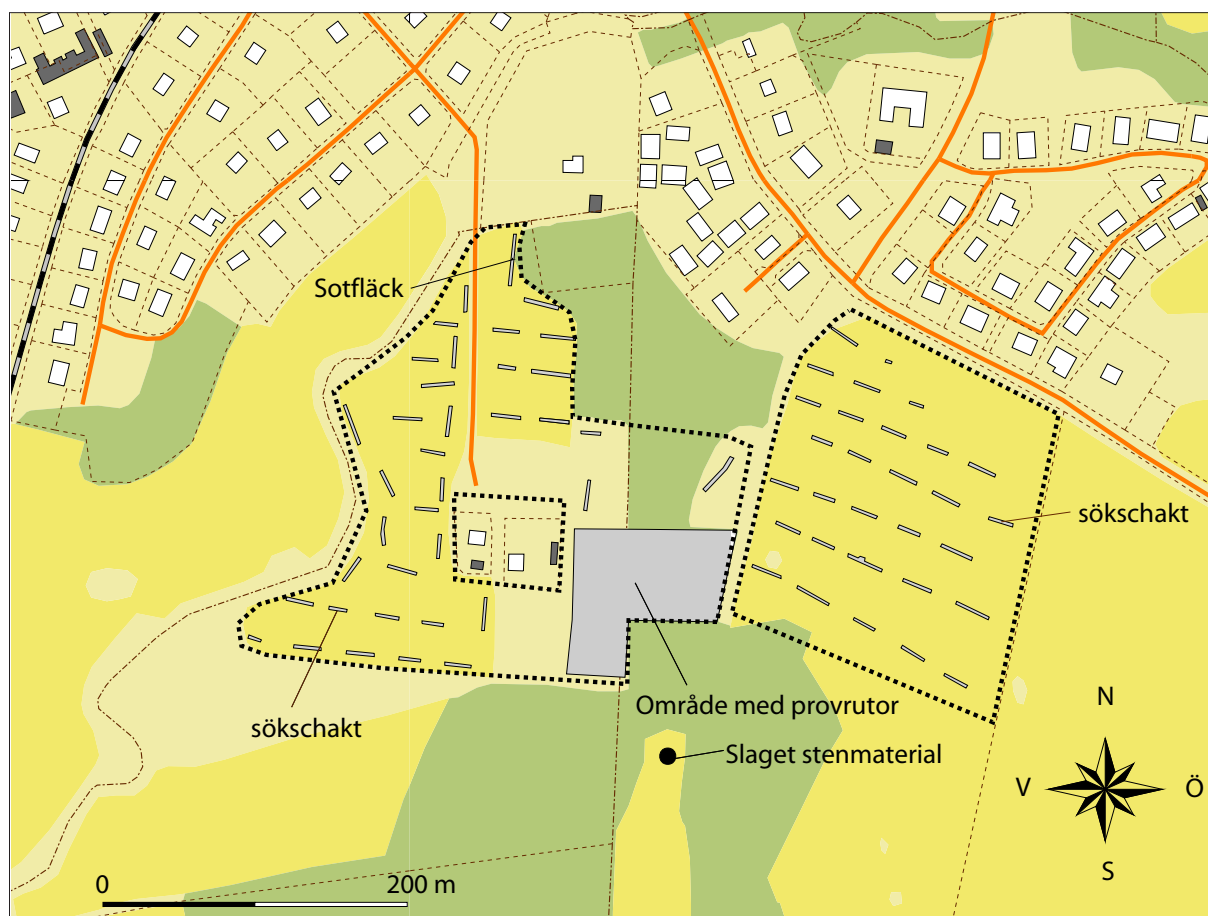 Sotfläck
sökschakt
Område med provrutor
sökschakt
Slaget stenmaterial
N
V Ö
S
0 200 m